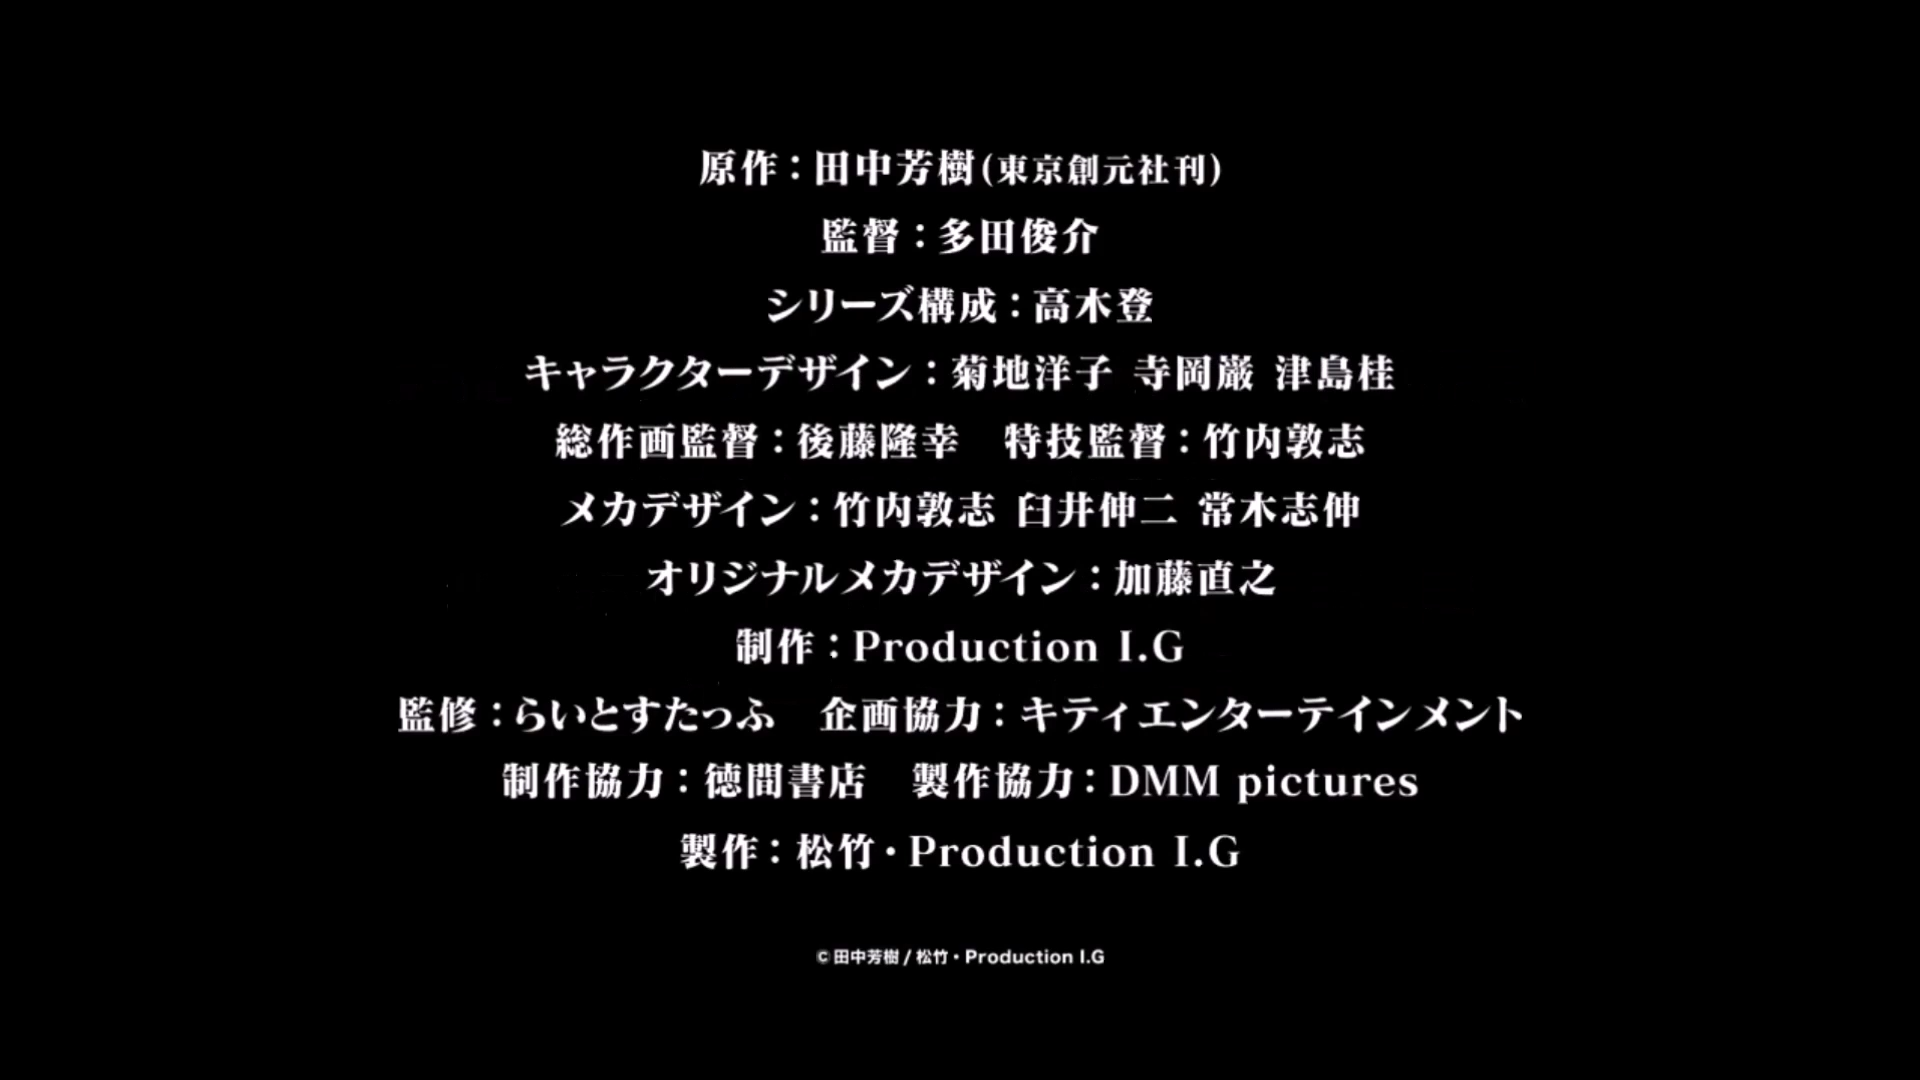 原作：田中芳樹(東京創元社刊)
監督：多田俊介
シリーズ構成：高木登
キャラクターデザイン：菊地洋子 寺岡巌 津島桂
総作画監督：後藤隆幸　特技監督：竹内敦志
メカデザイン：竹内敦志 臼井伸二 常木志伸
オリジナルメカデザイン：加藤直之
制作：Production I.G
監修：らいとすたっふ　企画協力：キティエンターテインメント
制作協力：徳間書店　製作協力：DMM pictures
製作：松竹・Production I.G
©田中芳樹/松竹・Production I.G